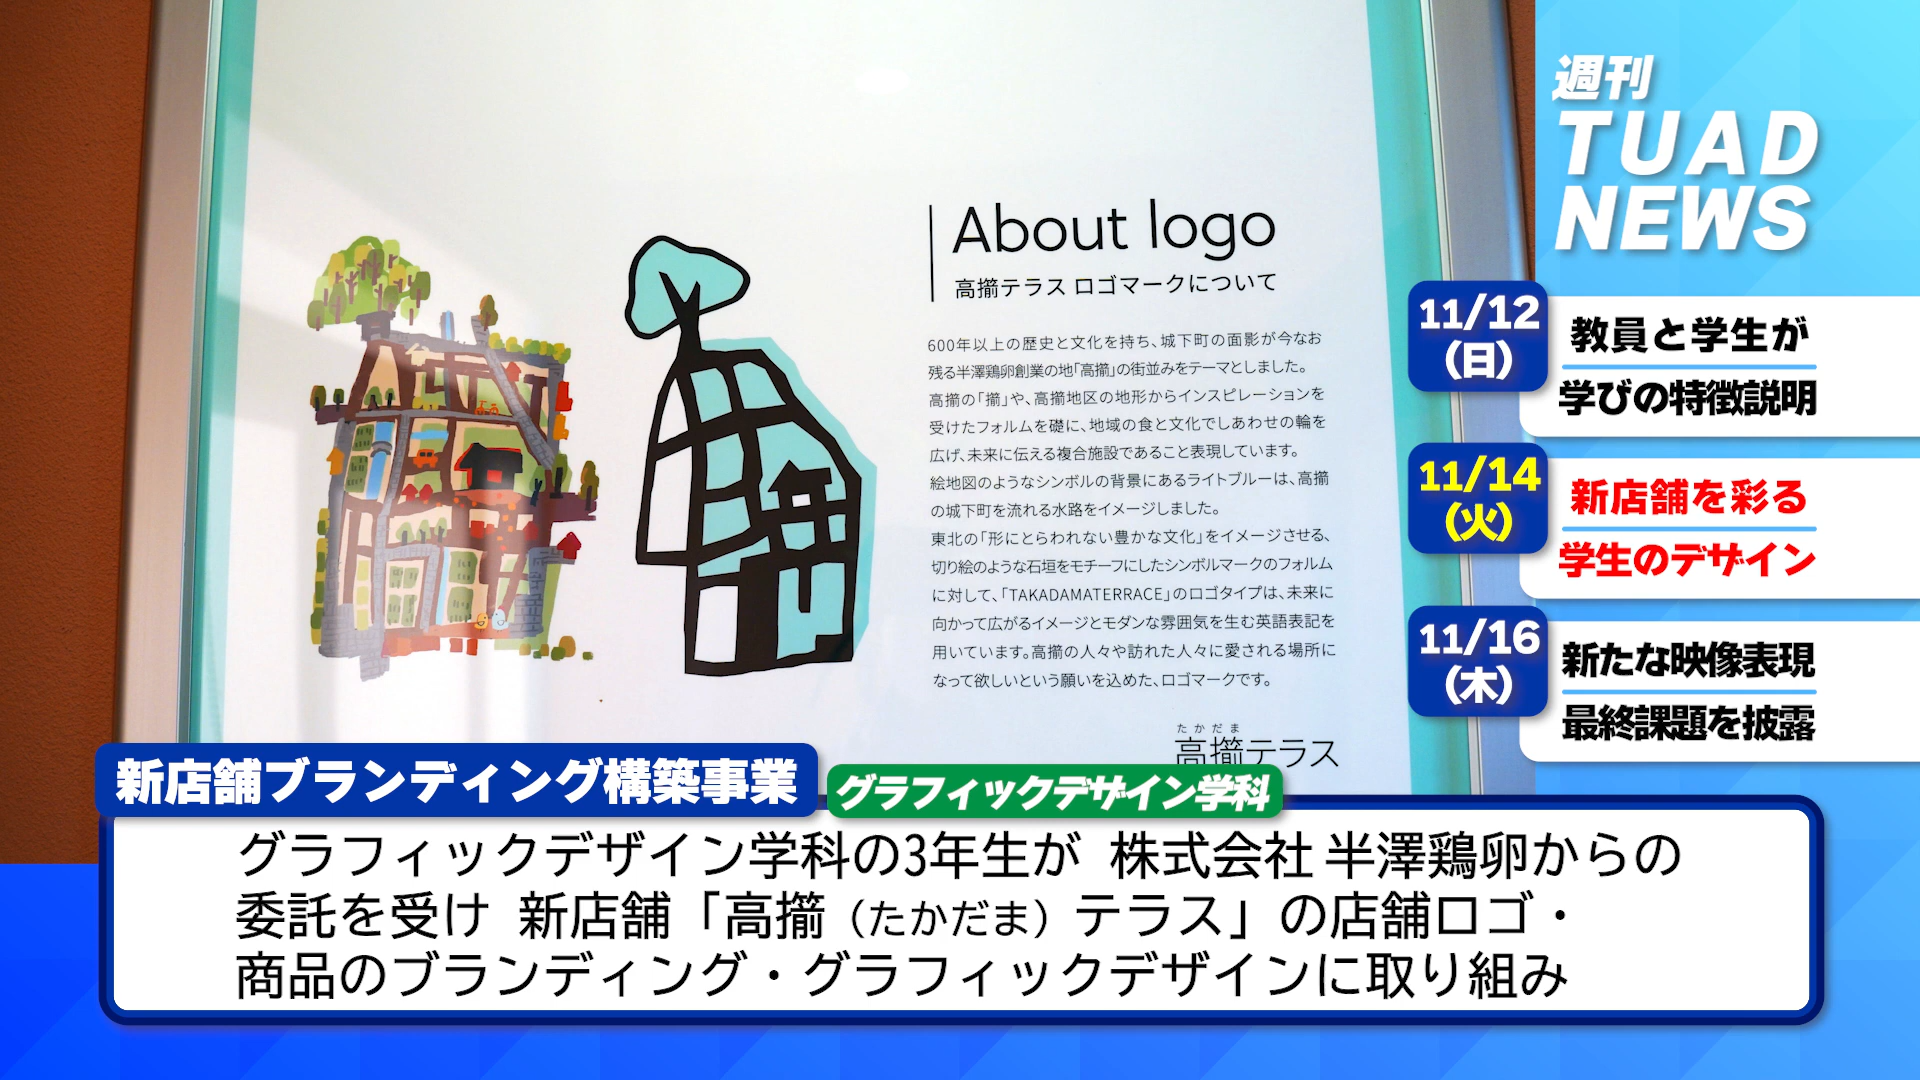 週刊
TUAD
NEWS
About logo
高擶テラス ロゴマークについて
600年以上の歴史と文化を持ち、城下町の面影が今なお
残る半澤鶏卵創業の地「高擶」の街並みをテーマとしました。
高擶の「擶」や、高擶地区の地形からインスピレーションを
受けたフォルムを礎に、地域の食と文化でしあわせの輪を
広げ、未来に伝える複合施設であること表現しています。
絵地図のようなシンボルの背景にあるライトブルーは、高擶
の城下町を流れる水路をイメージしました。
東北の「形にとらわれない豊かな文化」をイメージさせる、
切り絵のような石垣をモチーフにしたシンボルマークのフォルム
に対して、「TAKADAMATERRACE」のロゴタイプは、未来に
向かって広がるイメージとモダンな雰囲気を生む英語表記を
用いています。高擶の人々や訪れた人々に愛される場所に
なって欲しいという願いを込めた、ロゴマークです。
たかだま
高擶テラス
11/12
(日)
教員と学生が
学びの特徴説明
11/14
(火)
新店舗を彩る
学生のデザイン
11/16
(木)
新たな映像表現
最終課題を披露
新店舗ブランディング構築事業
グラフィックデザイン学科
グラフィックデザイン学科の3年生が 株式会社 半澤鶏卵からの
委託を受け 新店舗「高擶（たかだま）テラス」の店舗ロゴ・
商品のブランディング・グラフィックデザインに取り組み